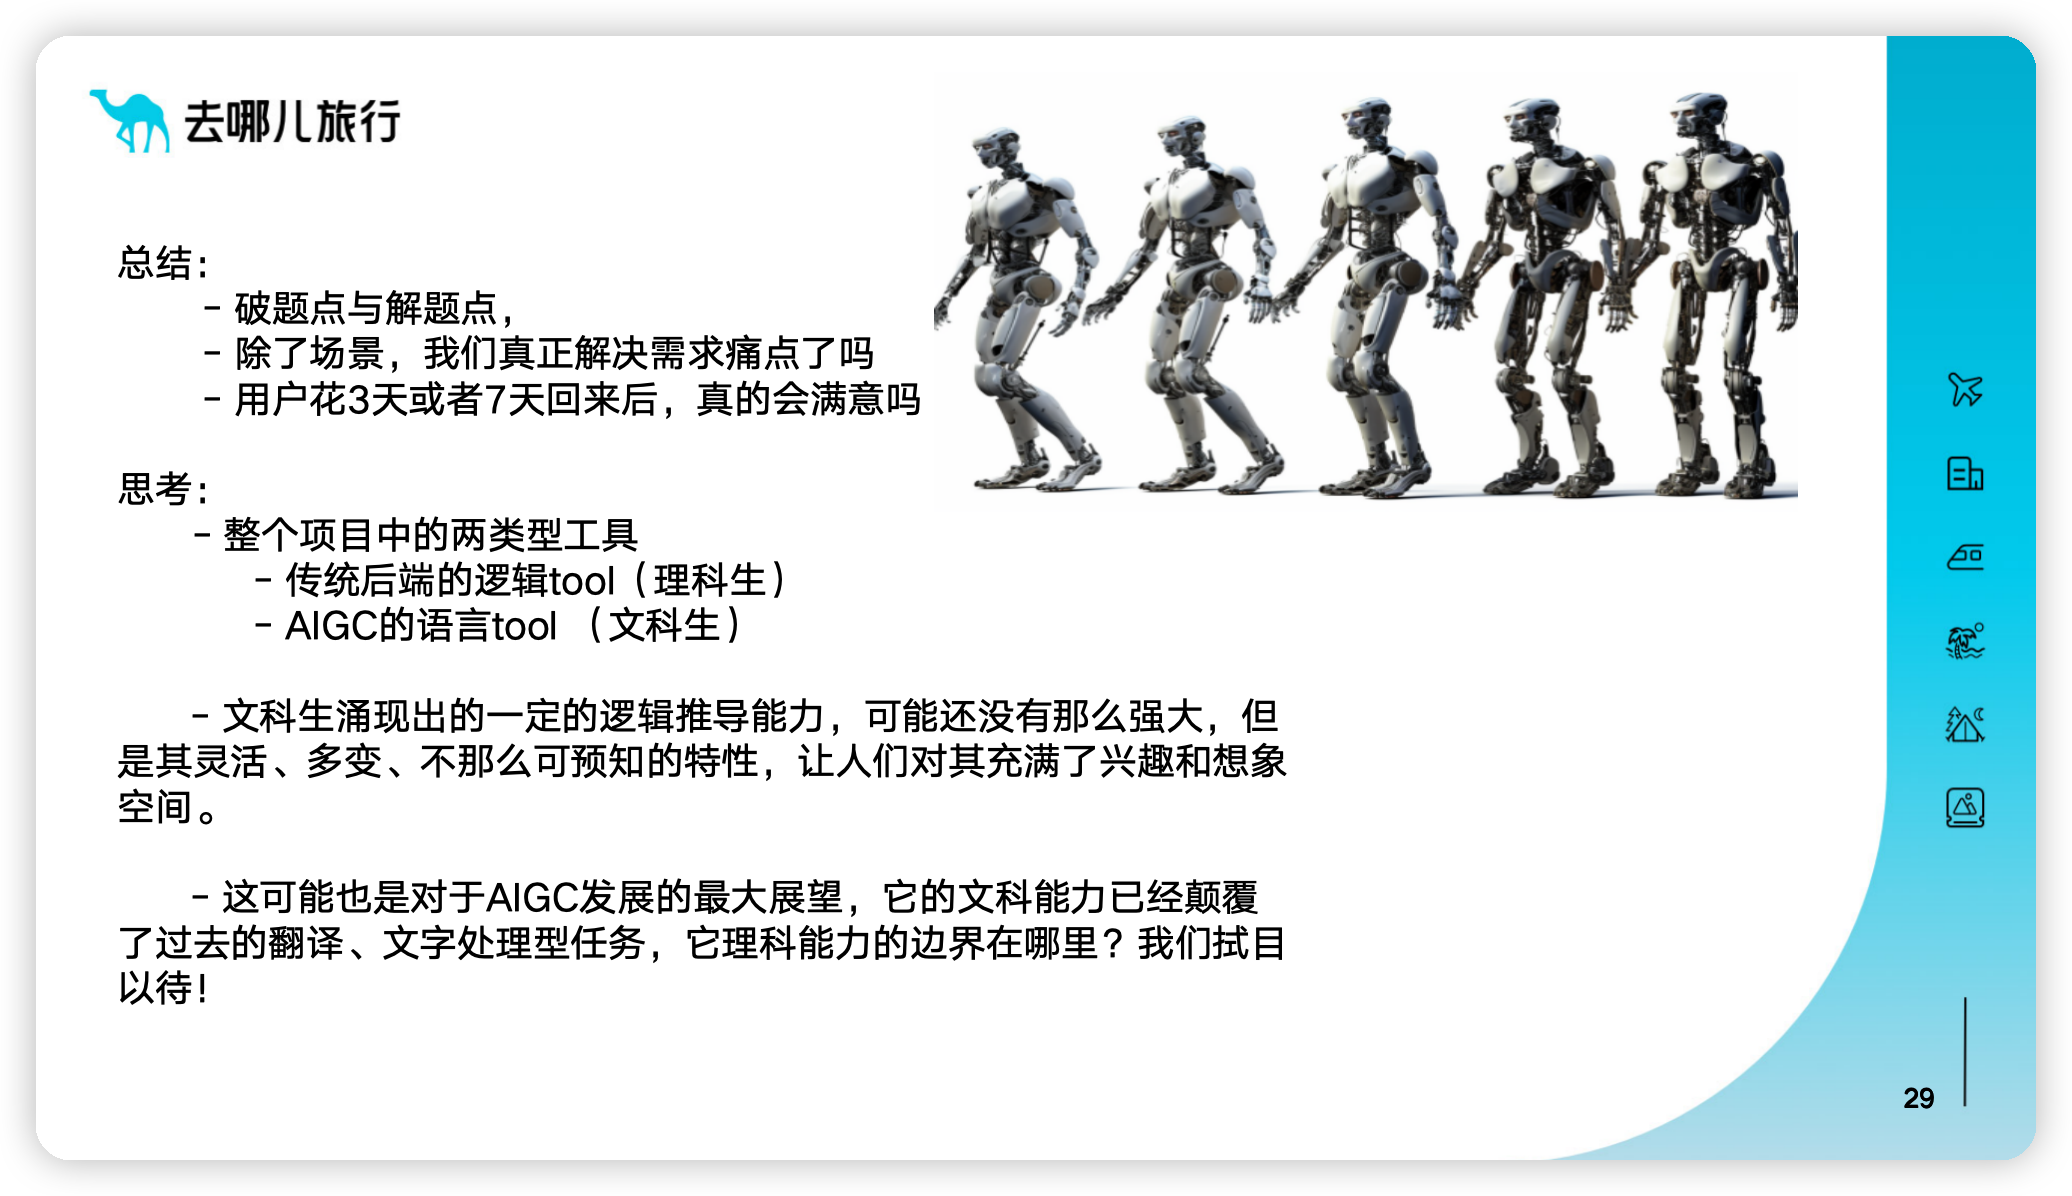 去哪儿旅行
总结：
- 破题点与解题点，
- 除了场景，我们真正解决需求痛点了吗
- 用户花3天或者7天回来后，真的会满意吗
思考：
- 整个项目中的两类型工具
- 传统后端的逻辑tool（理科生）
- AIGC的语言tool （文科生）
- 文科生涌现出的一定的逻辑推导能力，可能还没有那么强大，但
是其灵活、多变、不那么可预知的特性，让人们对其充满了兴趣和想象
空间。
- 这可能也是对于AIGC发展的最大展望，它的文科能力已经颠覆
了过去的翻译、文字处理型任务，它理科能力的边界在哪里？我们拭目
以待！
29